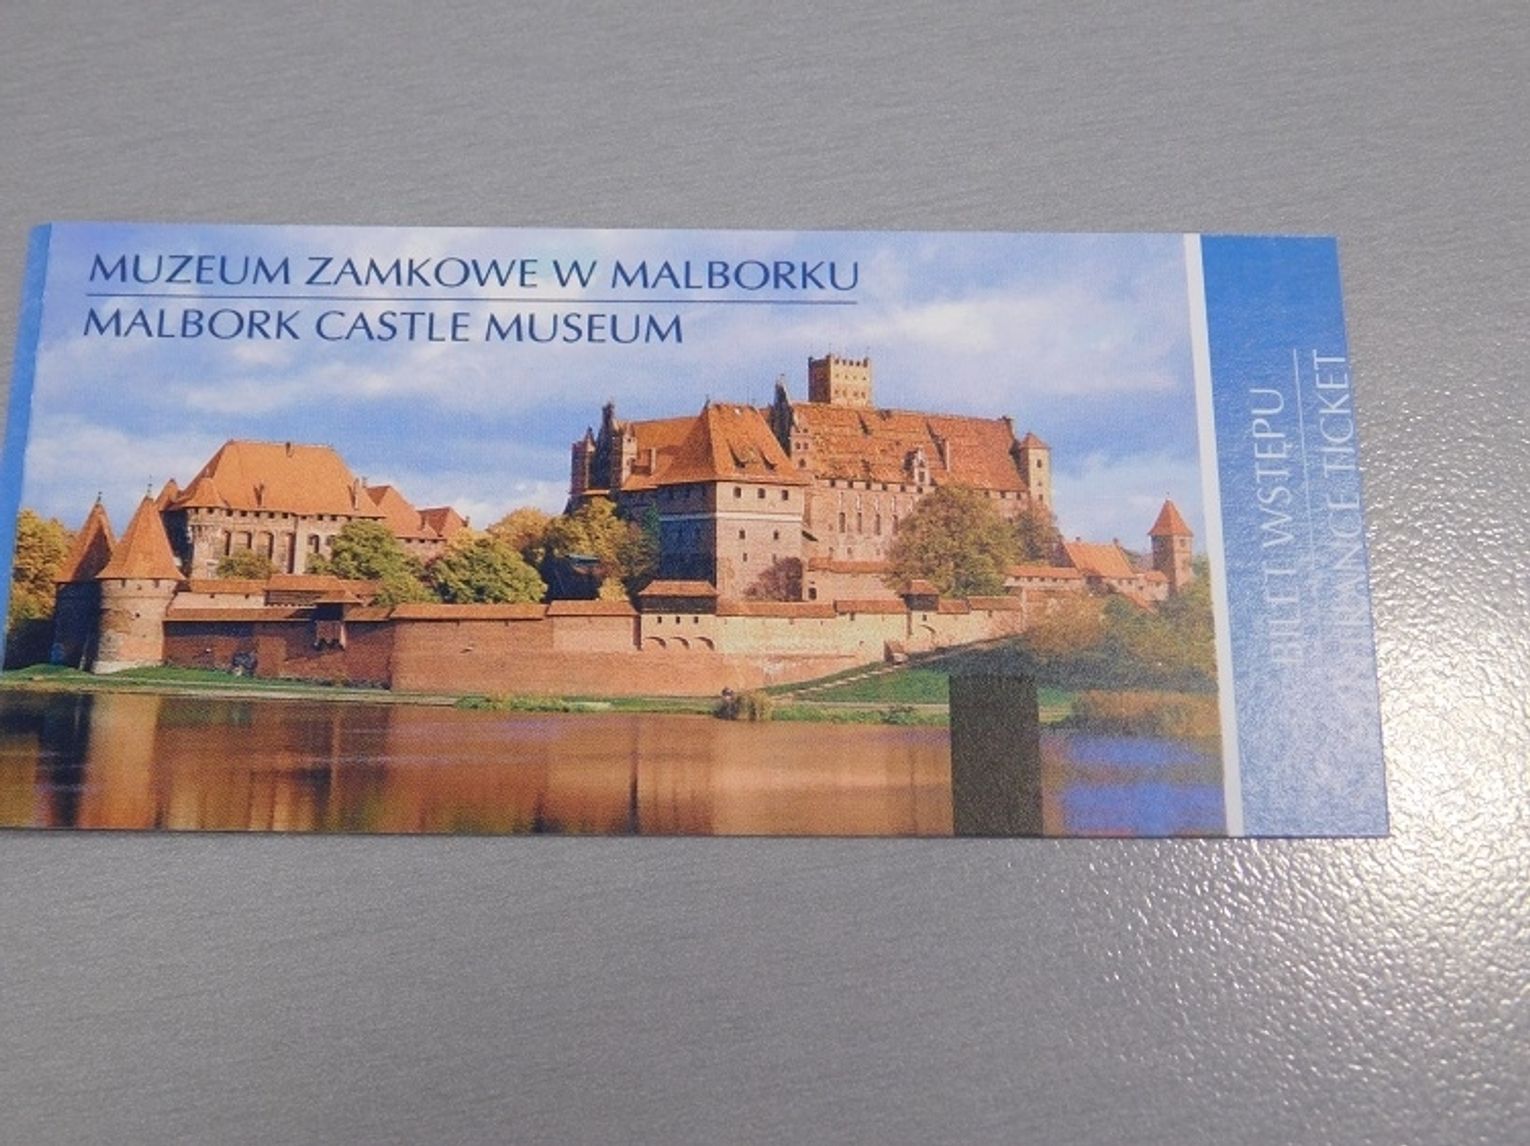 MUZEUM ZAMKOWE W MALBORKU
MALBORK CASTLE MUSEUM
BILET WSTĘPU
ENTRANCE TICKET